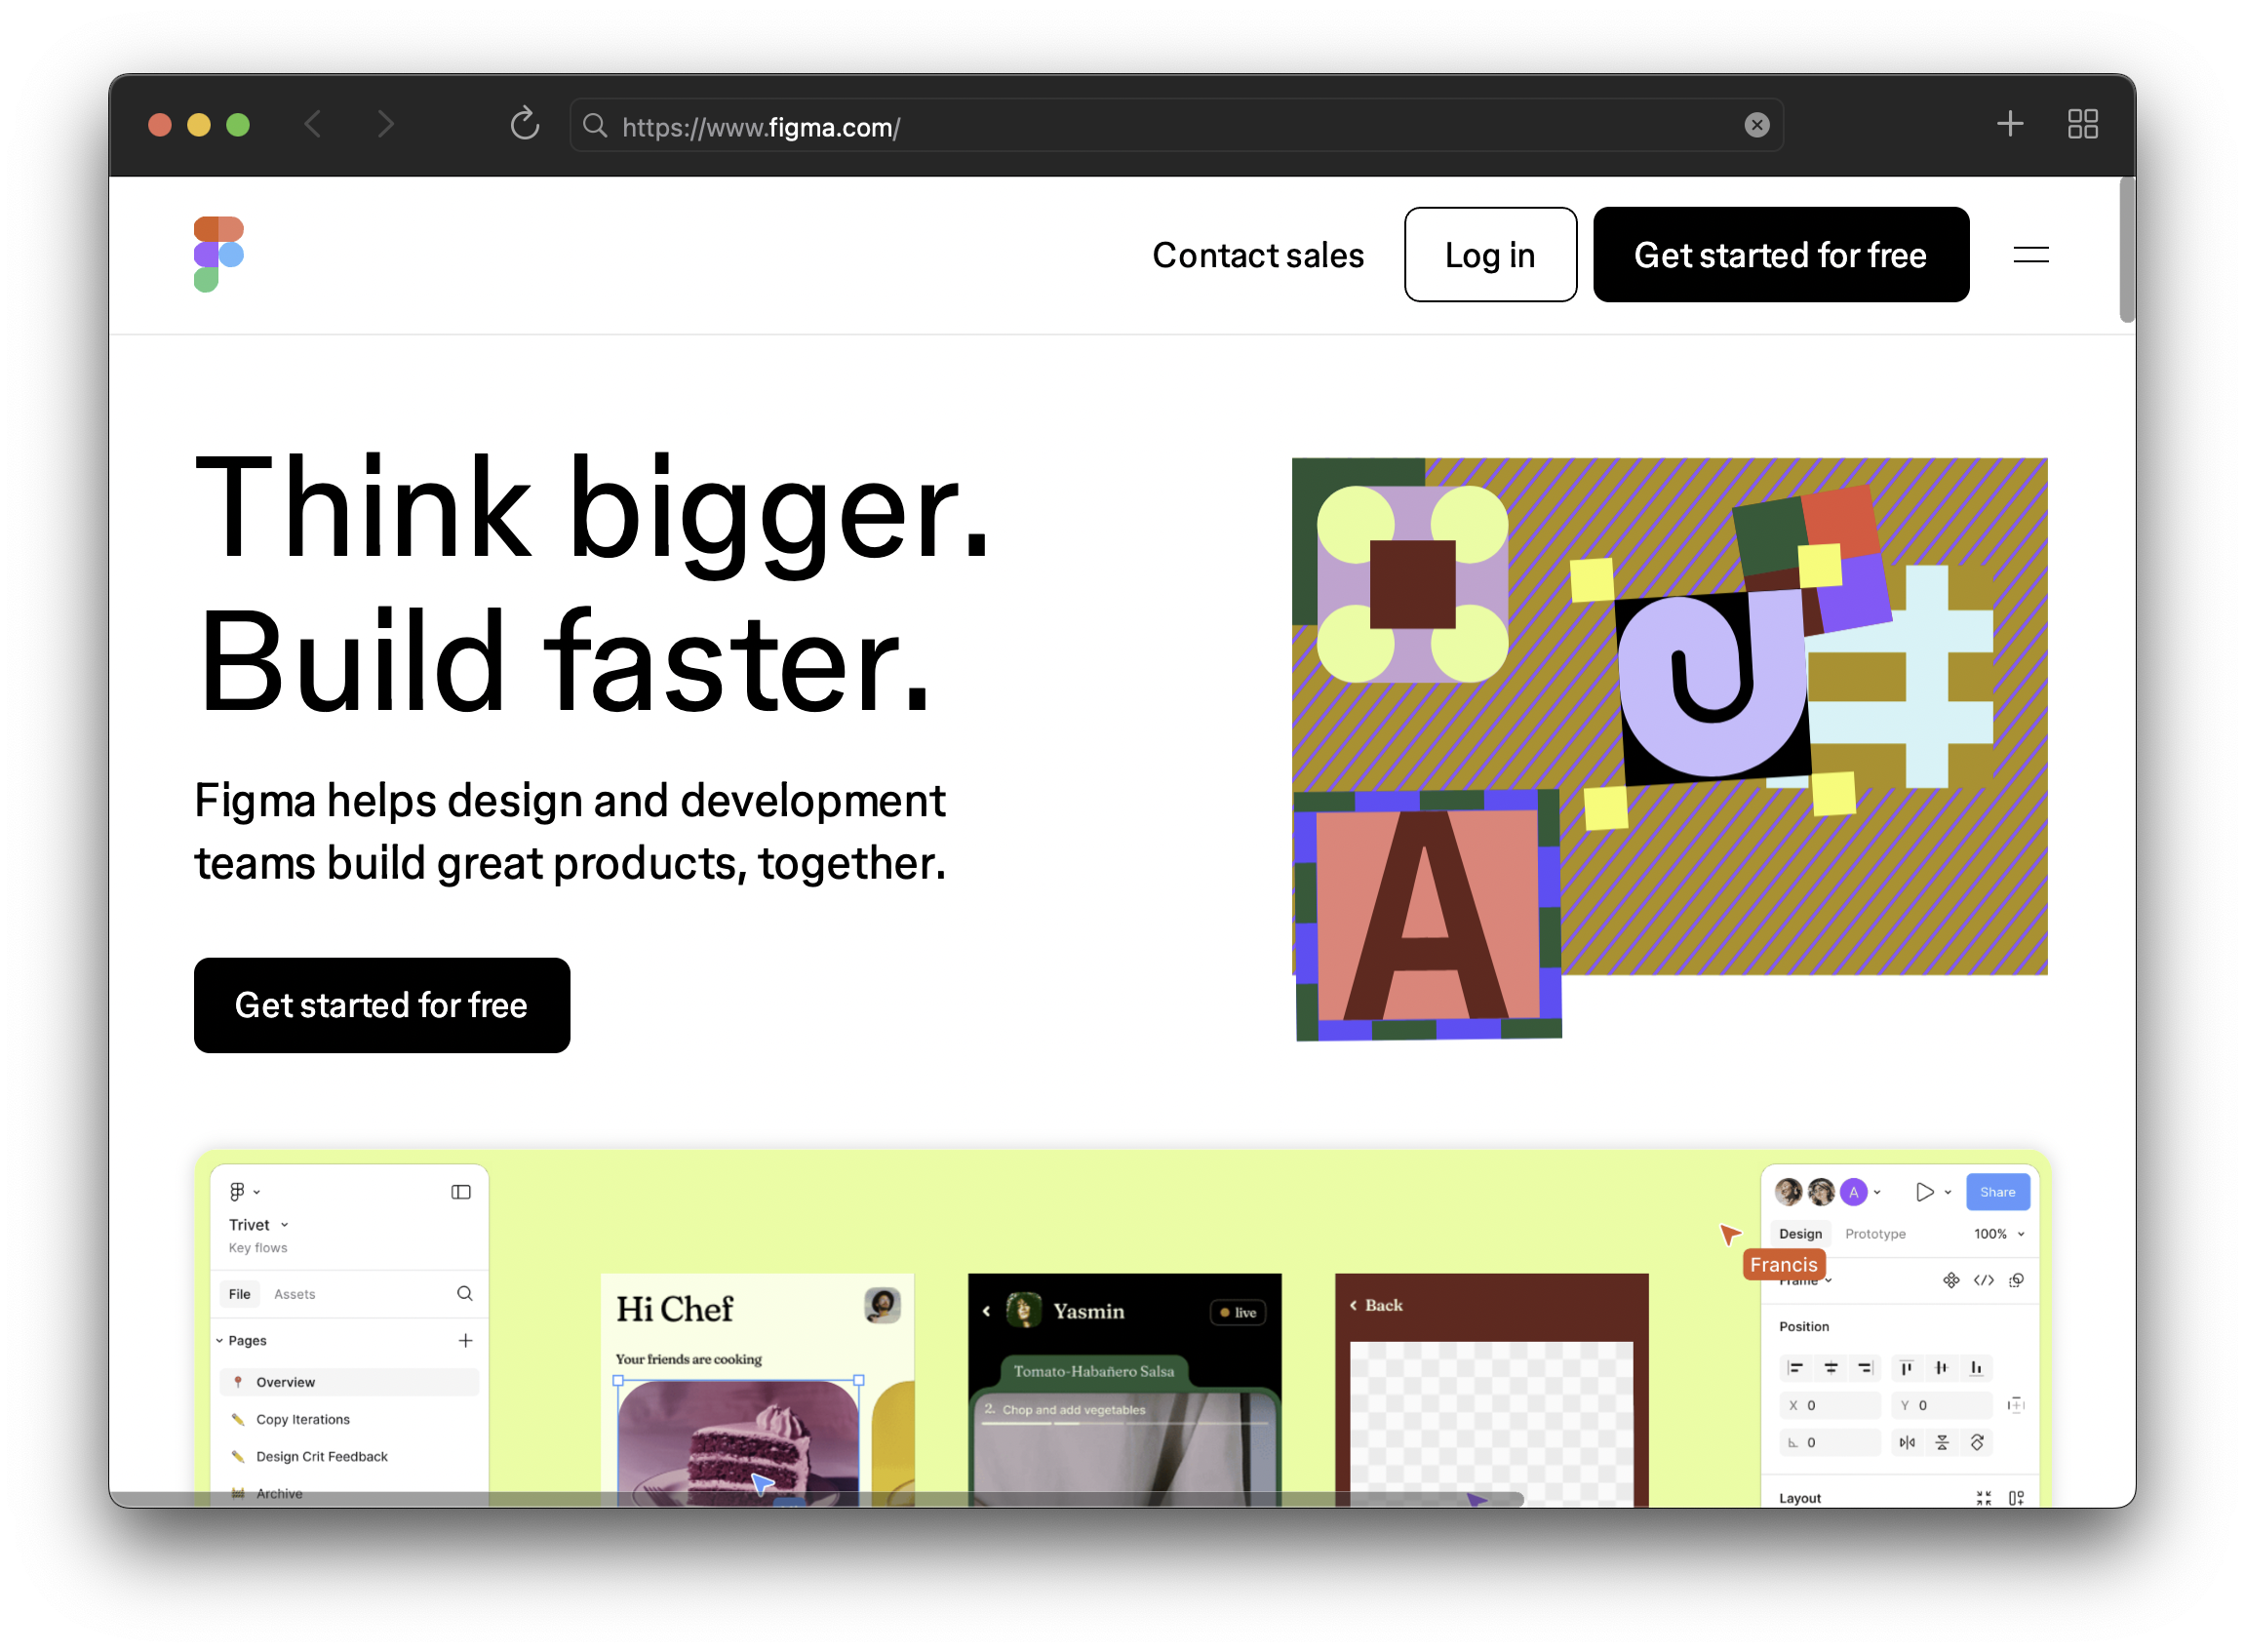 https://www.figma.com/
Contact sales
Log in
Get started for free
Think bigger.
Build faster.
Figma helps design and development
teams build great products, together.
Get started for free
A
Trivet
Key flows
File
Assets
Pages
Overview
Copy Iterations
Design Crit Feedback
Archive
Hi Chef
Your friends are cooking
Yasmin
live
Tomato-Habañero Salsa
2. Chop and add vegetables
Back
Francis
A
Share
Design
Prototype
100%
Frame
Position
X 0
Y 0
0
Layout